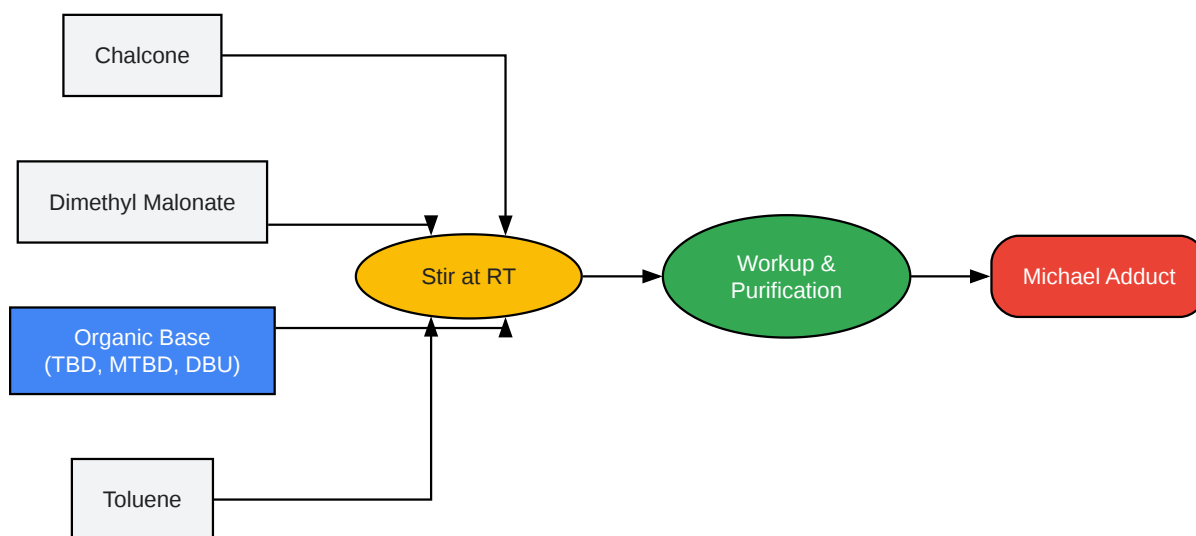 Chalcone
Dimethyl Malonate
Organic Base
(TBD, MTBD, DBU)
Toluene
Stir at RT
Workup &
Purification
Michael Adduct